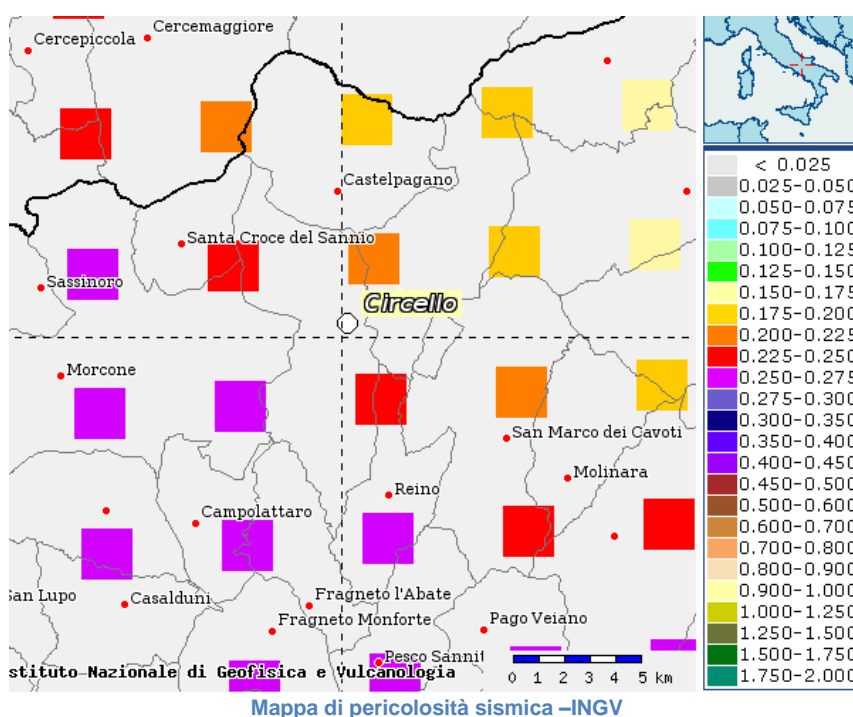 Cercemaggiore
Cercepiccola
Castelpagano
Santa Croce del Sannio
Sassinoro
Circello
Morcone
San Marco dei Cavoti
Molinara
Reino
Campolattaro
San Lupo
Casalduni
Fragneto l'Abate
Fragneto Monforte
Pago Veiano
Pesco Sannit
stituto Nazionale di Geofisica e Vulcanologia
0 1 2 3 4 5 km
< 0.025
0.025-0.050
0.050-0.075
0.075-0.100
0.100-0.125
0.125-0.150
0.150-0.175
0.175-0.200
0.200-0.225
0.225-0.250
0.250-0.275
0.275-0.300
0.300-0.350
0.350-0.400
0.400-0.450
0.450-0.500
0.500-0.600
0.600-0.700
0.700-0.800
0.800-0.900
0.900-1.000
1.000-1.250
1.250-1.500
1.500-1.750
1.750-2.000
Mappa di pericolosità sismica –INGV